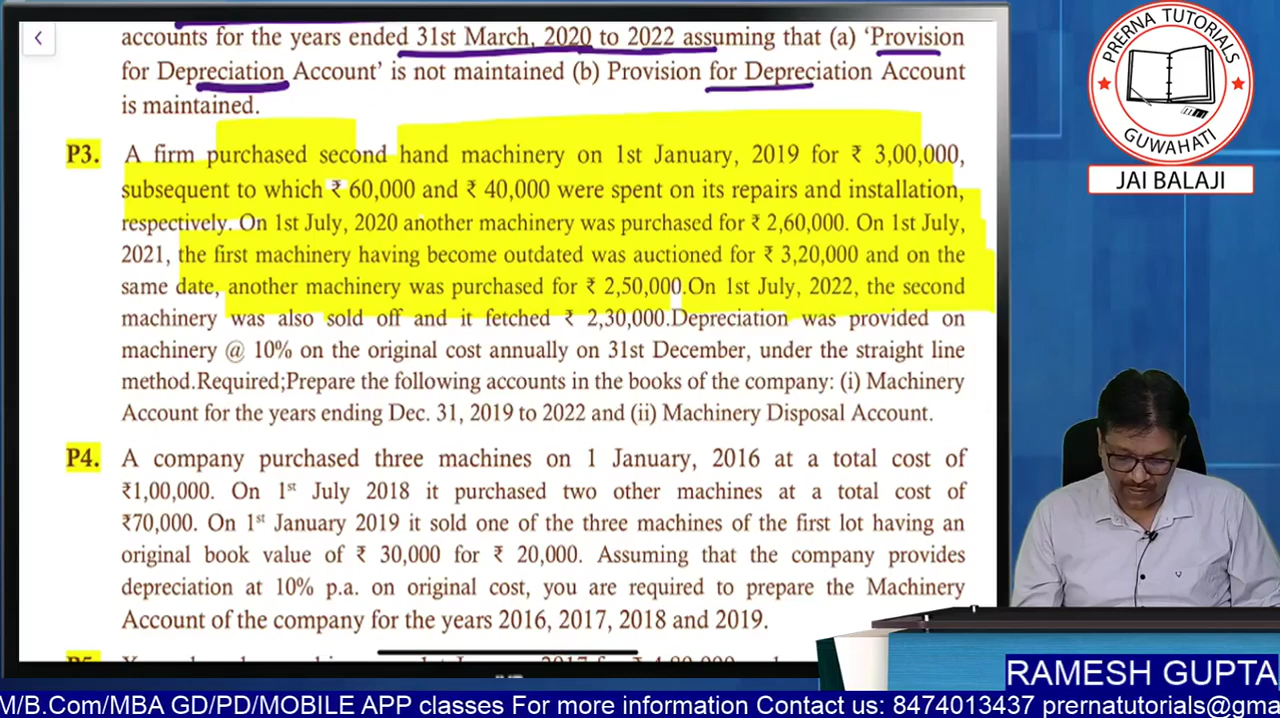 accounts for the years ended 31st March, 2020 to 2022 assuming that (a) ‘Provision
for Depreciation Account’ is not maintained (b) Provision for Depreciation Account
is maintained.
P3. A firm purchased second hand machinery on 1st January, 2019 for ₹ 3,00,000,
subsequent to which ₹ 60,000 and ₹ 40,000 were spent on its repairs and installation,
respectively. On 1st July, 2020 another machinery was purchased for ₹ 2,60,000. On 1st July,
2021, the first machinery having become outdated was auctioned for ₹ 3,20,000 and on the
same date, another machinery was purchased for ₹ 2,50,000.On 1st July, 2022, the second
machinery was also sold off and it fetched ₹ 2,30,000.Depreciation was provided on
machinery @ 10% on the original cost annually on 31st December, under the straight line
method.Required;Prepare the following accounts in the books of the company: (i) Machinery
Account for the years ending Dec. 31, 2019 to 2022 and (ii) Machinery Disposal Account.
P4. A company purchased three machines on 1 January, 2016 at a total cost of
₹1,00,000. On 1st July 2018 it purchased two other machines at a total cost of
₹70,000. On 1st January 2019 it sold one of the three machines of the first lot having an
original book value of ₹ 30,000 for ₹ 20,000. Assuming that the company provides
depreciation at 10% p.a. on original cost, you are required to prepare the Machinery
Account of the company for the years 2016, 2017, 2018 and 2019.
PRERNA TUTORIALS
GUWAHATI
JAI BALAJI
RAMESH GUPTA
M/B.Com/MBA GD/PD/MOBILE APP classes For more information Contact us: 8474013437 prernatutorials@gma